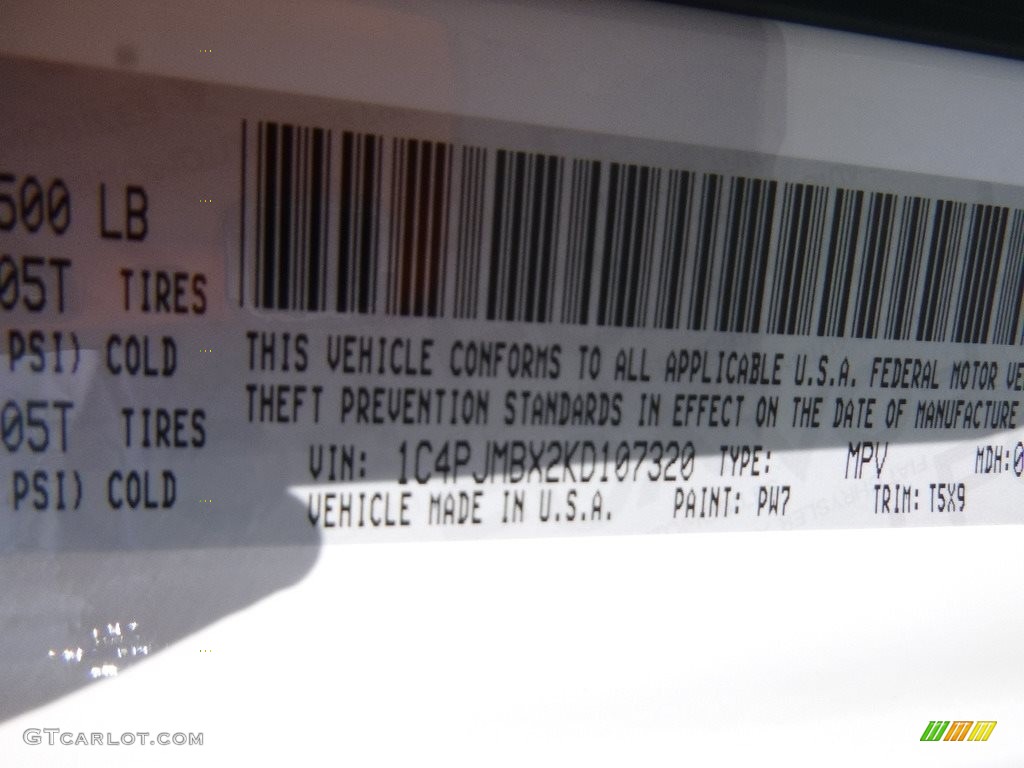 500 LB
05T TIRES
PSI) COLD
05T TIRES
PSI) COLD
THIS VEHICLE CONFORMS TO ALL APPLICABLE U.S.A. FEDERAL MOTOR VE
THEFT PREVENTION STANDARDS IN EFFECT ON THE DATE OF MANUFACTURE
VIN: 1C4PJMBX2KD107320 TYPE: MPV MDH:0
VEHICLE MADE IN U.S.A. PAINT: PW7 TRIM: T5X9
GTCARLOT.COM